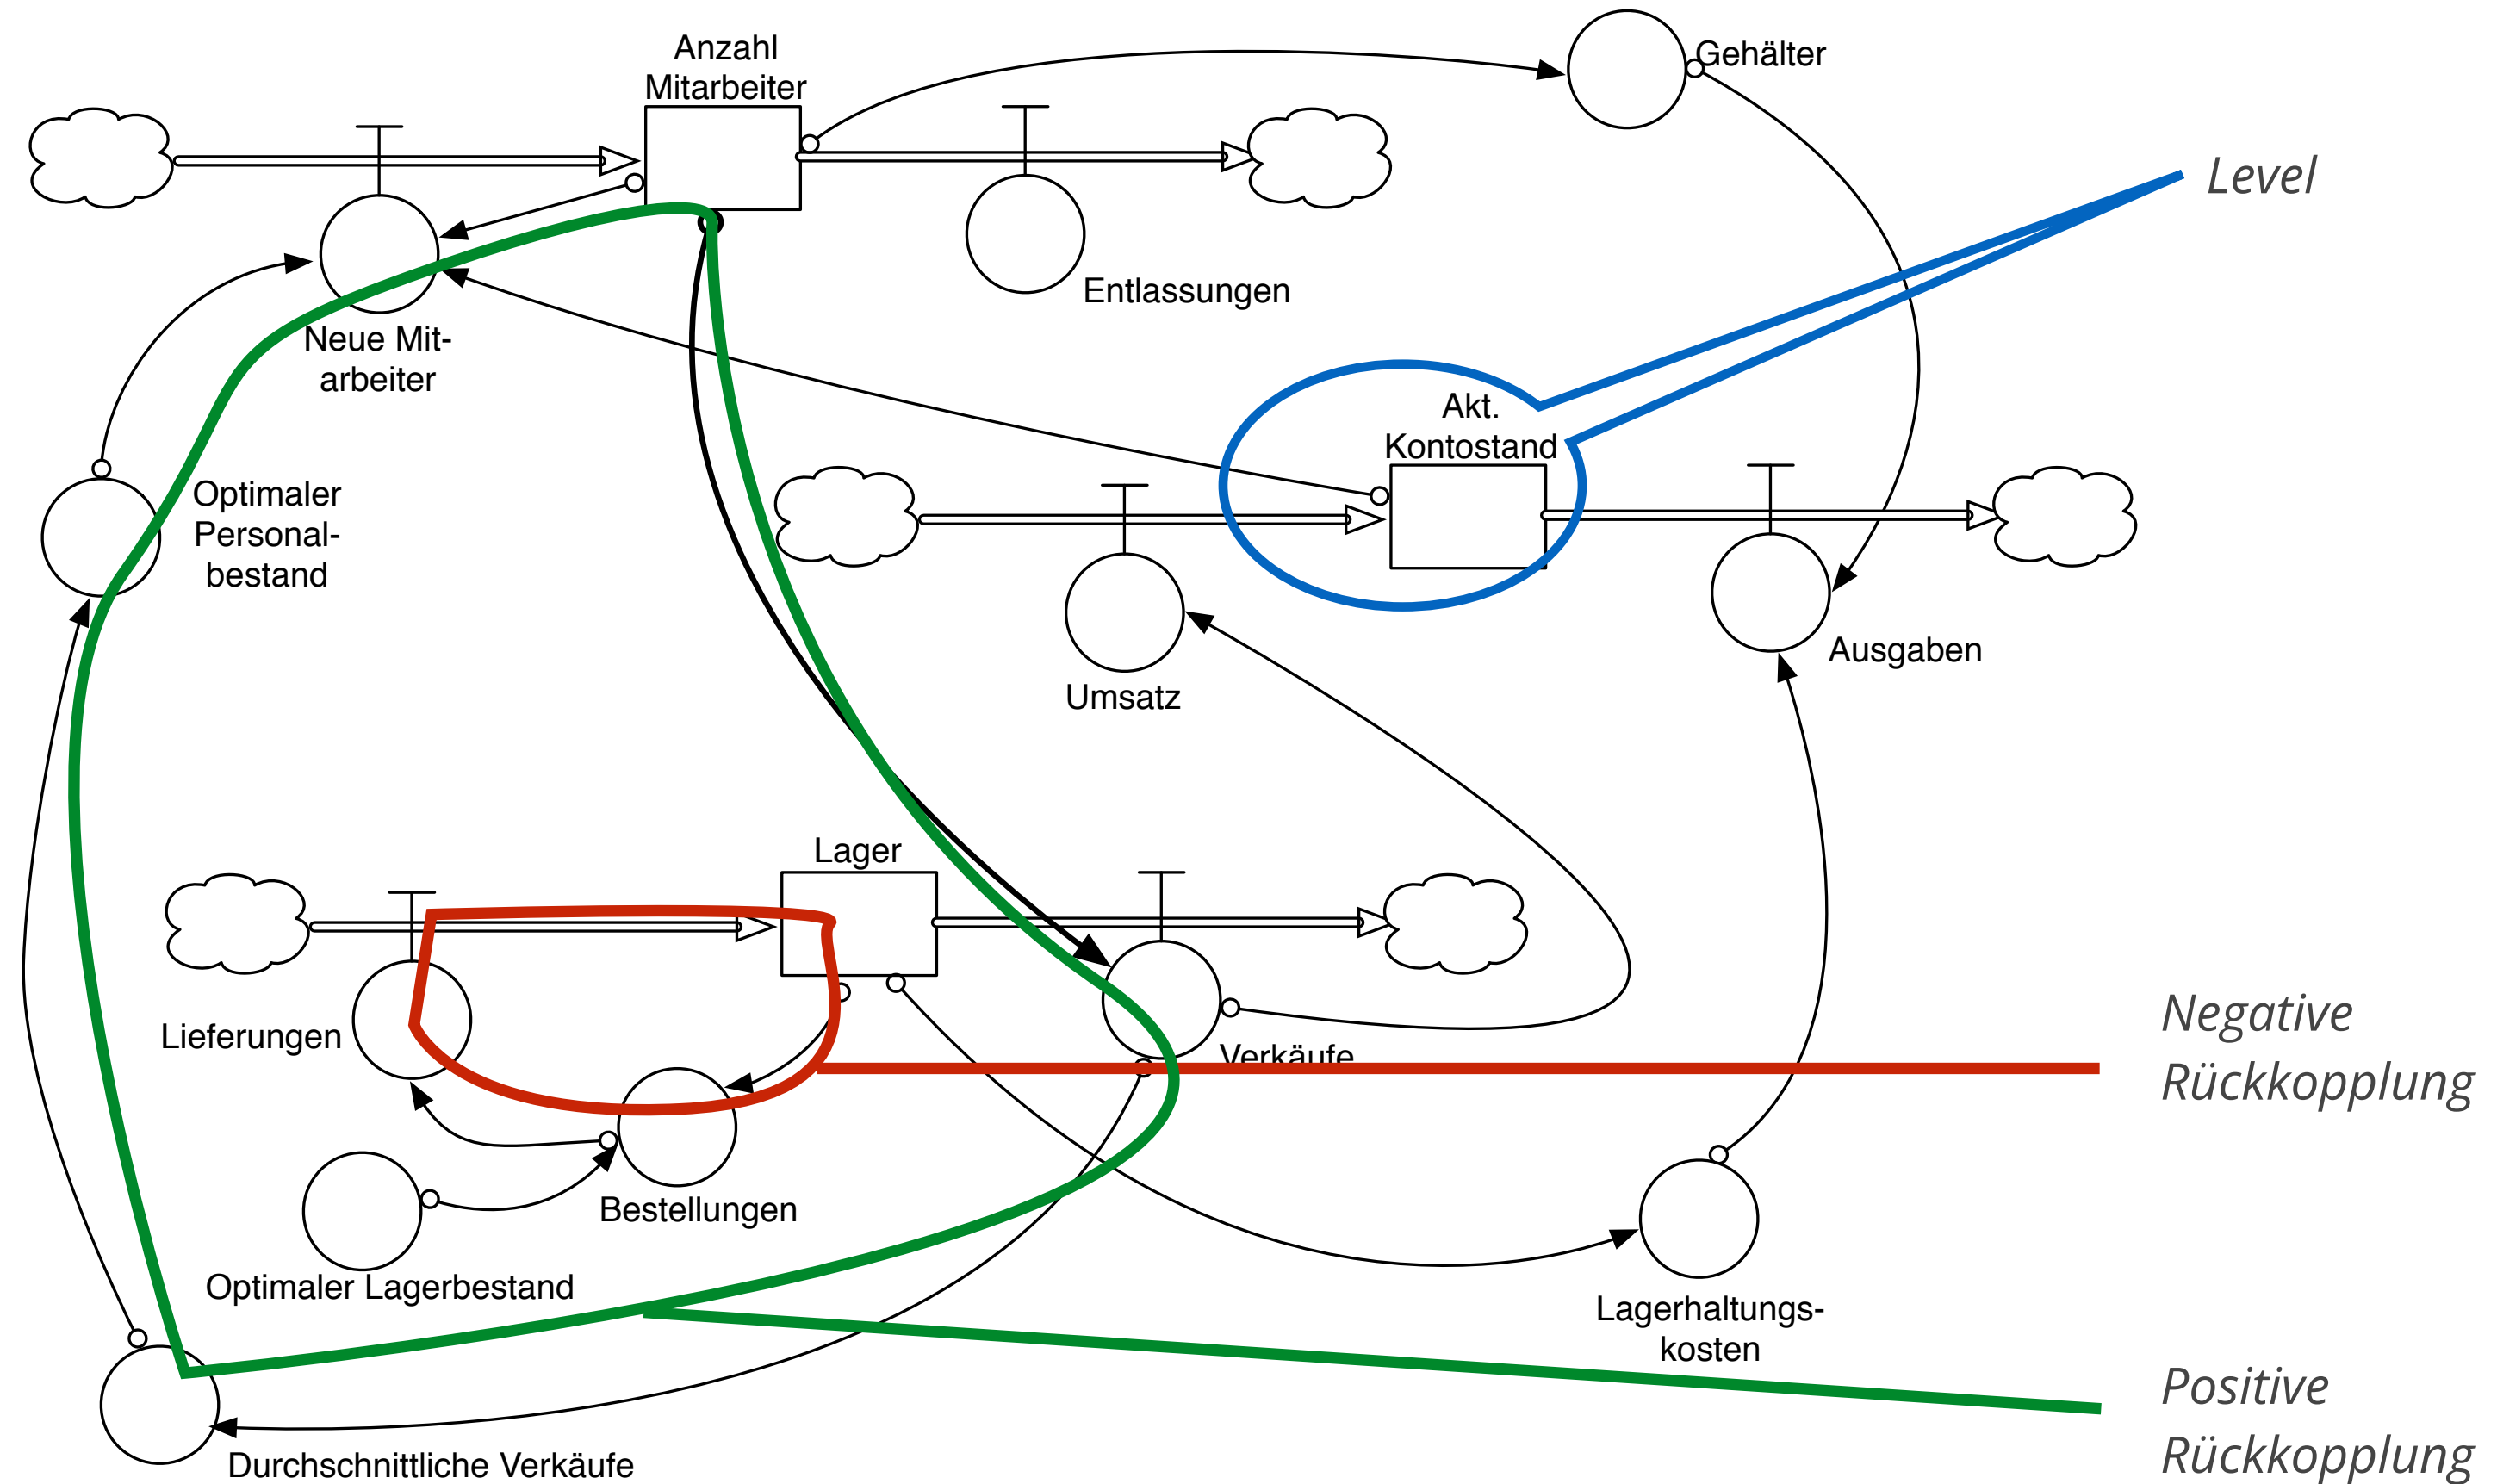 Anzahl
Mitarbeiter
Gehälter
Level
Entlassungen
Neue Mit-
arbeiter
Akt.
Kontostand
Optimaler
Personal-
bestand
Ausgaben
Umsatz
Lager
Lieferungen
Verkäufe
Negative
Rückkopplung
Bestellungen
Optimaler Lagerbestand
Lagerhaltungs-
kosten
Positive
Rückkopplung
Durchschnittliche Verkäufe